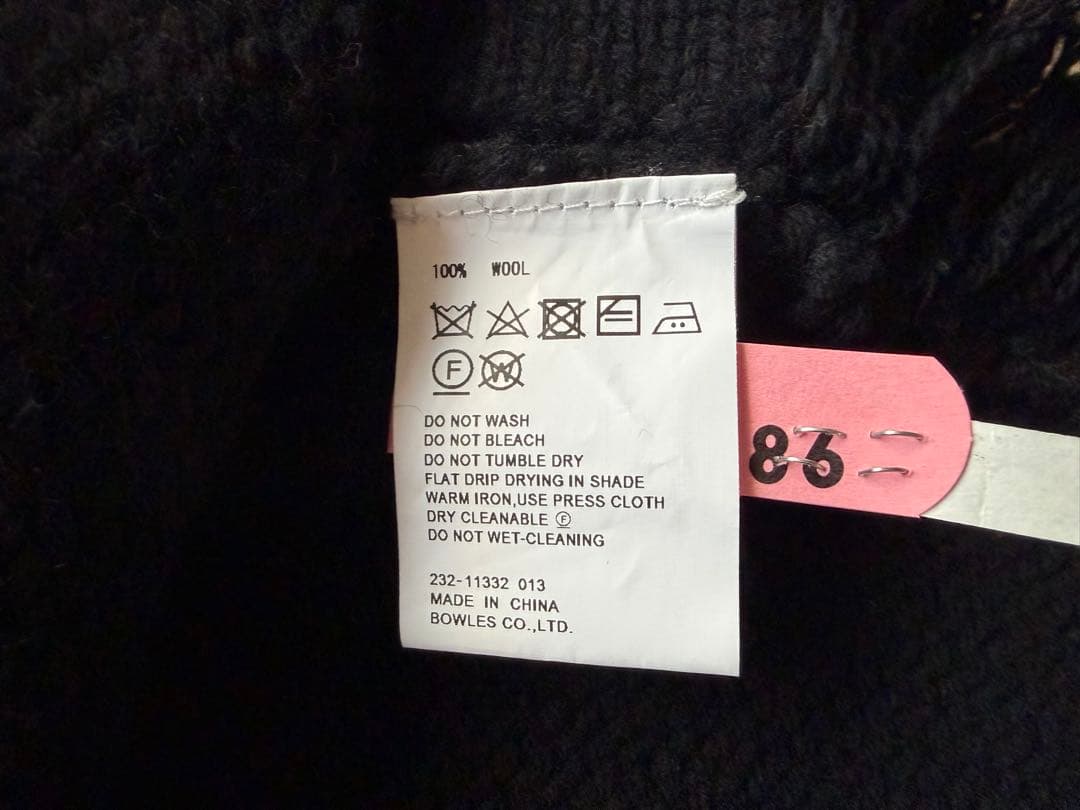 100% WOOL
F W
DO NOT WASH
DO NOT BLEACH
DO NOT TUMBLE DRY
FLAT DRIP DRYING IN SHADE
WARM IRON,USE PRESS CLOTH
DRY CLEANABLE Ⓕ
DO NOT WET-CLEANING
232-11332 013
MADE IN CHINA
BOWLES CO.,LTD.
86